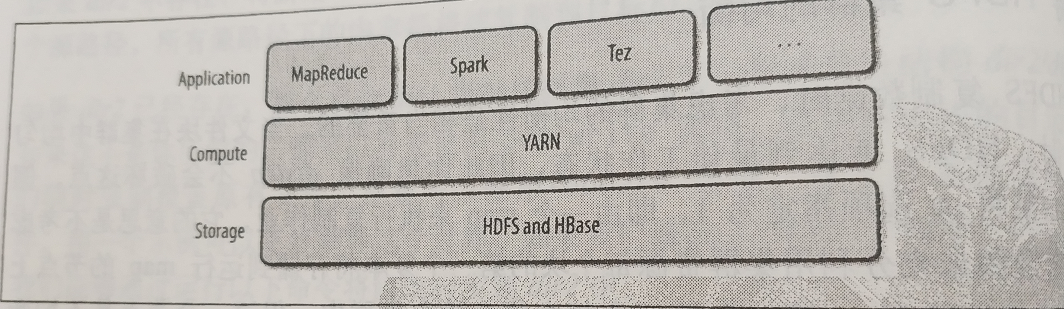 Application MapReduce Spark Tez ...
Compute YARN
Storage HDFS and HBase